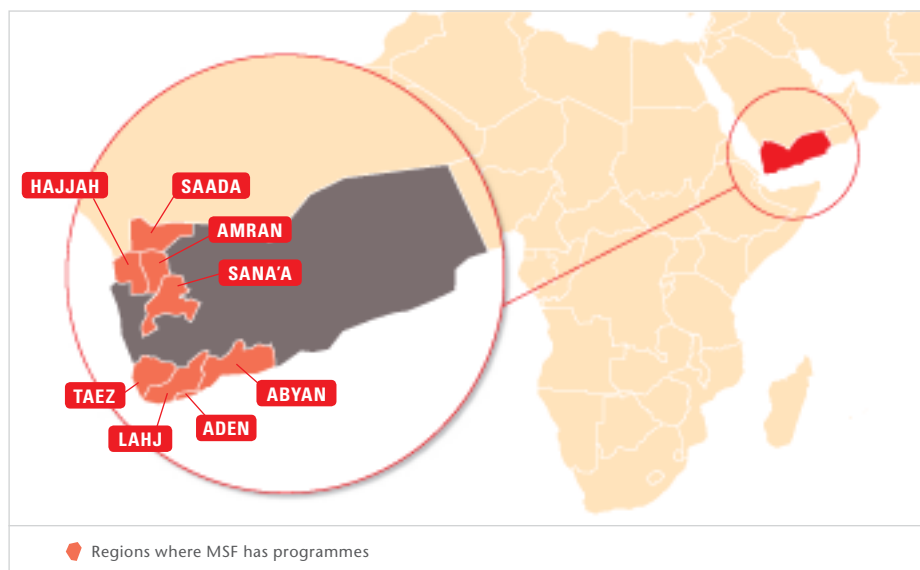 HAJJAH
SAADA
AMRAN
SANA'A
TAEZ
ABYAN
LAHJ
ADEN
Regions where MSF has programmes